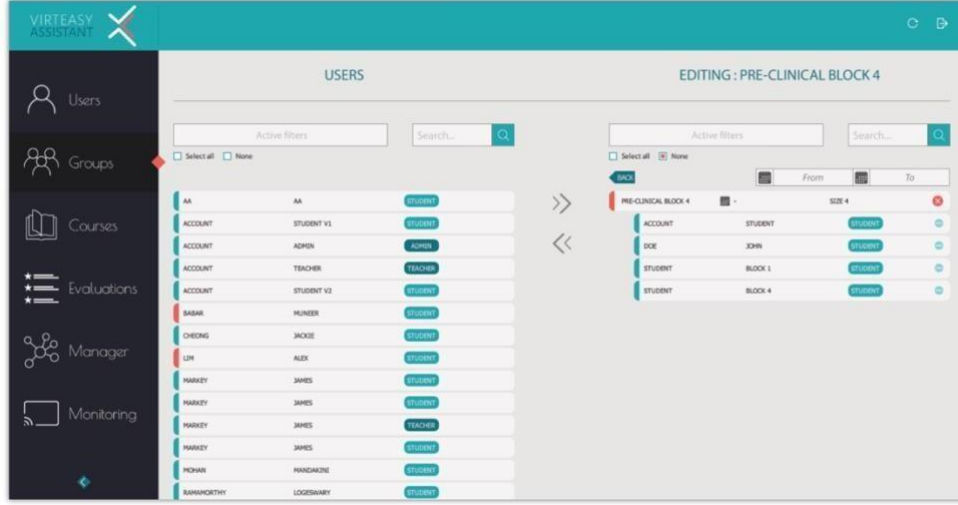 VIRTEASY
ASSISTANT
Users
Groups
Courses
Evaluations
Manager
Monitoring
USERS
Active filters
Search...
Select all None
AA AA STUDENT
ACCOUNT STUDENT V1 STUDENT
ACCOUNT ADMIN ADMIN
ACCOUNT TEACHER TEACHER
ACCOUNT STUDENT V2 STUDENT
BABAR MUNEER STUDENT
CHEONG JACKIE STUDENT
LIM ALEX STUDENT
MARKEY JAMES STUDENT
MARKEY JAMES STUDENT
MARKEY JAMES TEACHER
MARKEY JAMES STUDENT
MOHAN MANDAKINI STUDENT
RAMAMORTHY LOGESWARY STUDENT
EDITING : PRE-CLINICAL BLOCK 4
Active filters
Search...
Select all None
BACK From To
PRE-CLINICAL BLOCK 4 - SIZE 4
ACCOUNT STUDENT STUDENT
DOE JOHN STUDENT
STUDENT BLOCK 1 STUDENT
STUDENT BLOCK 4 STUDENT